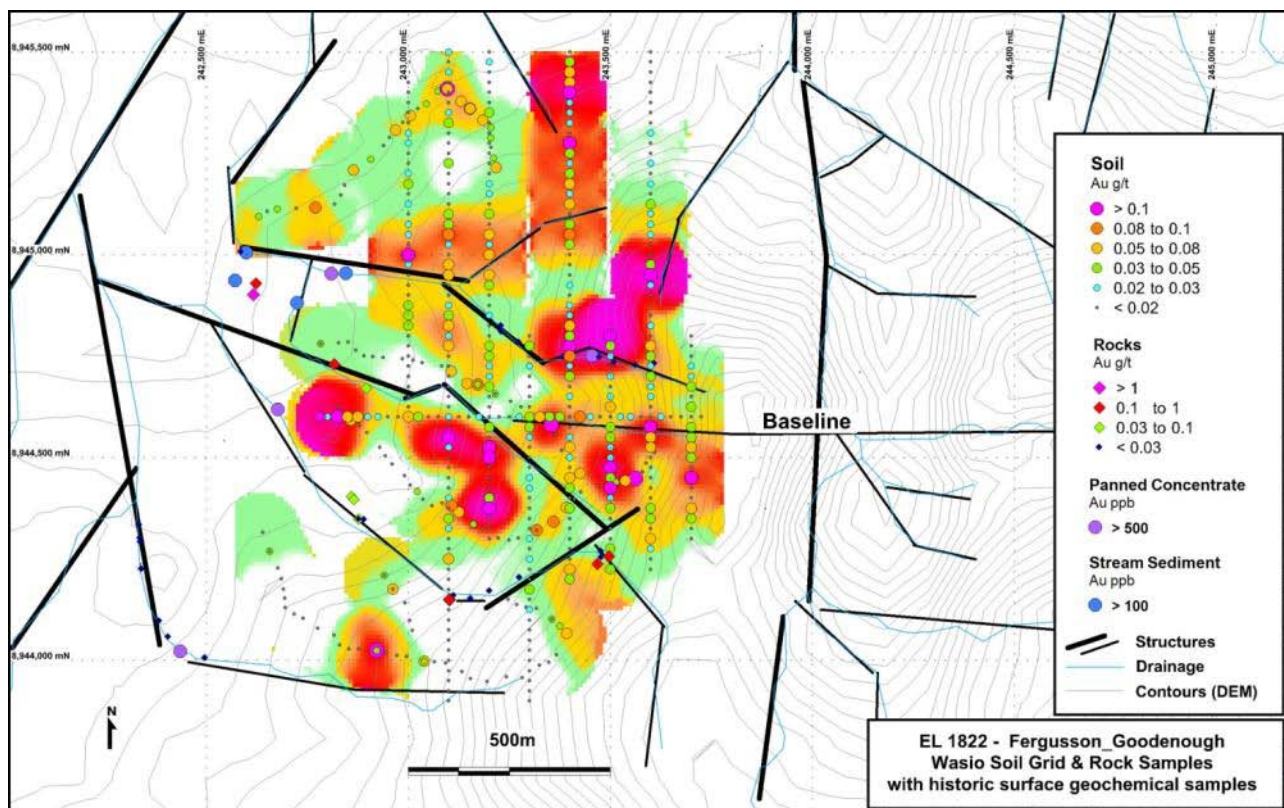 8,945,500 mN
8,945,000 mN
8,944,500 mN
8,944,000 mN
242,500 mE
243,000 mE
243,500 mE
244,000 mE
244,500 mE
245,000 mE
Baseline
N
500m
Soil
Au g/t
> 0.1
0.08 to 0.1
0.05 to 0.08
0.03 to 0.05
0.02 to 0.03
< 0.02
Rocks
Au g/t
> 1
0.1 to 1
0.03 to 0.1
< 0.03
Panned Concentrate
Au ppb
> 500
Stream Sediment
Au ppb
> 100
Structures
Drainage
Contours (DEM)
EL 1822 - Fergusson_Goodenough
Wasio Soil Grid & Rock Samples
with historic surface geochemical samples